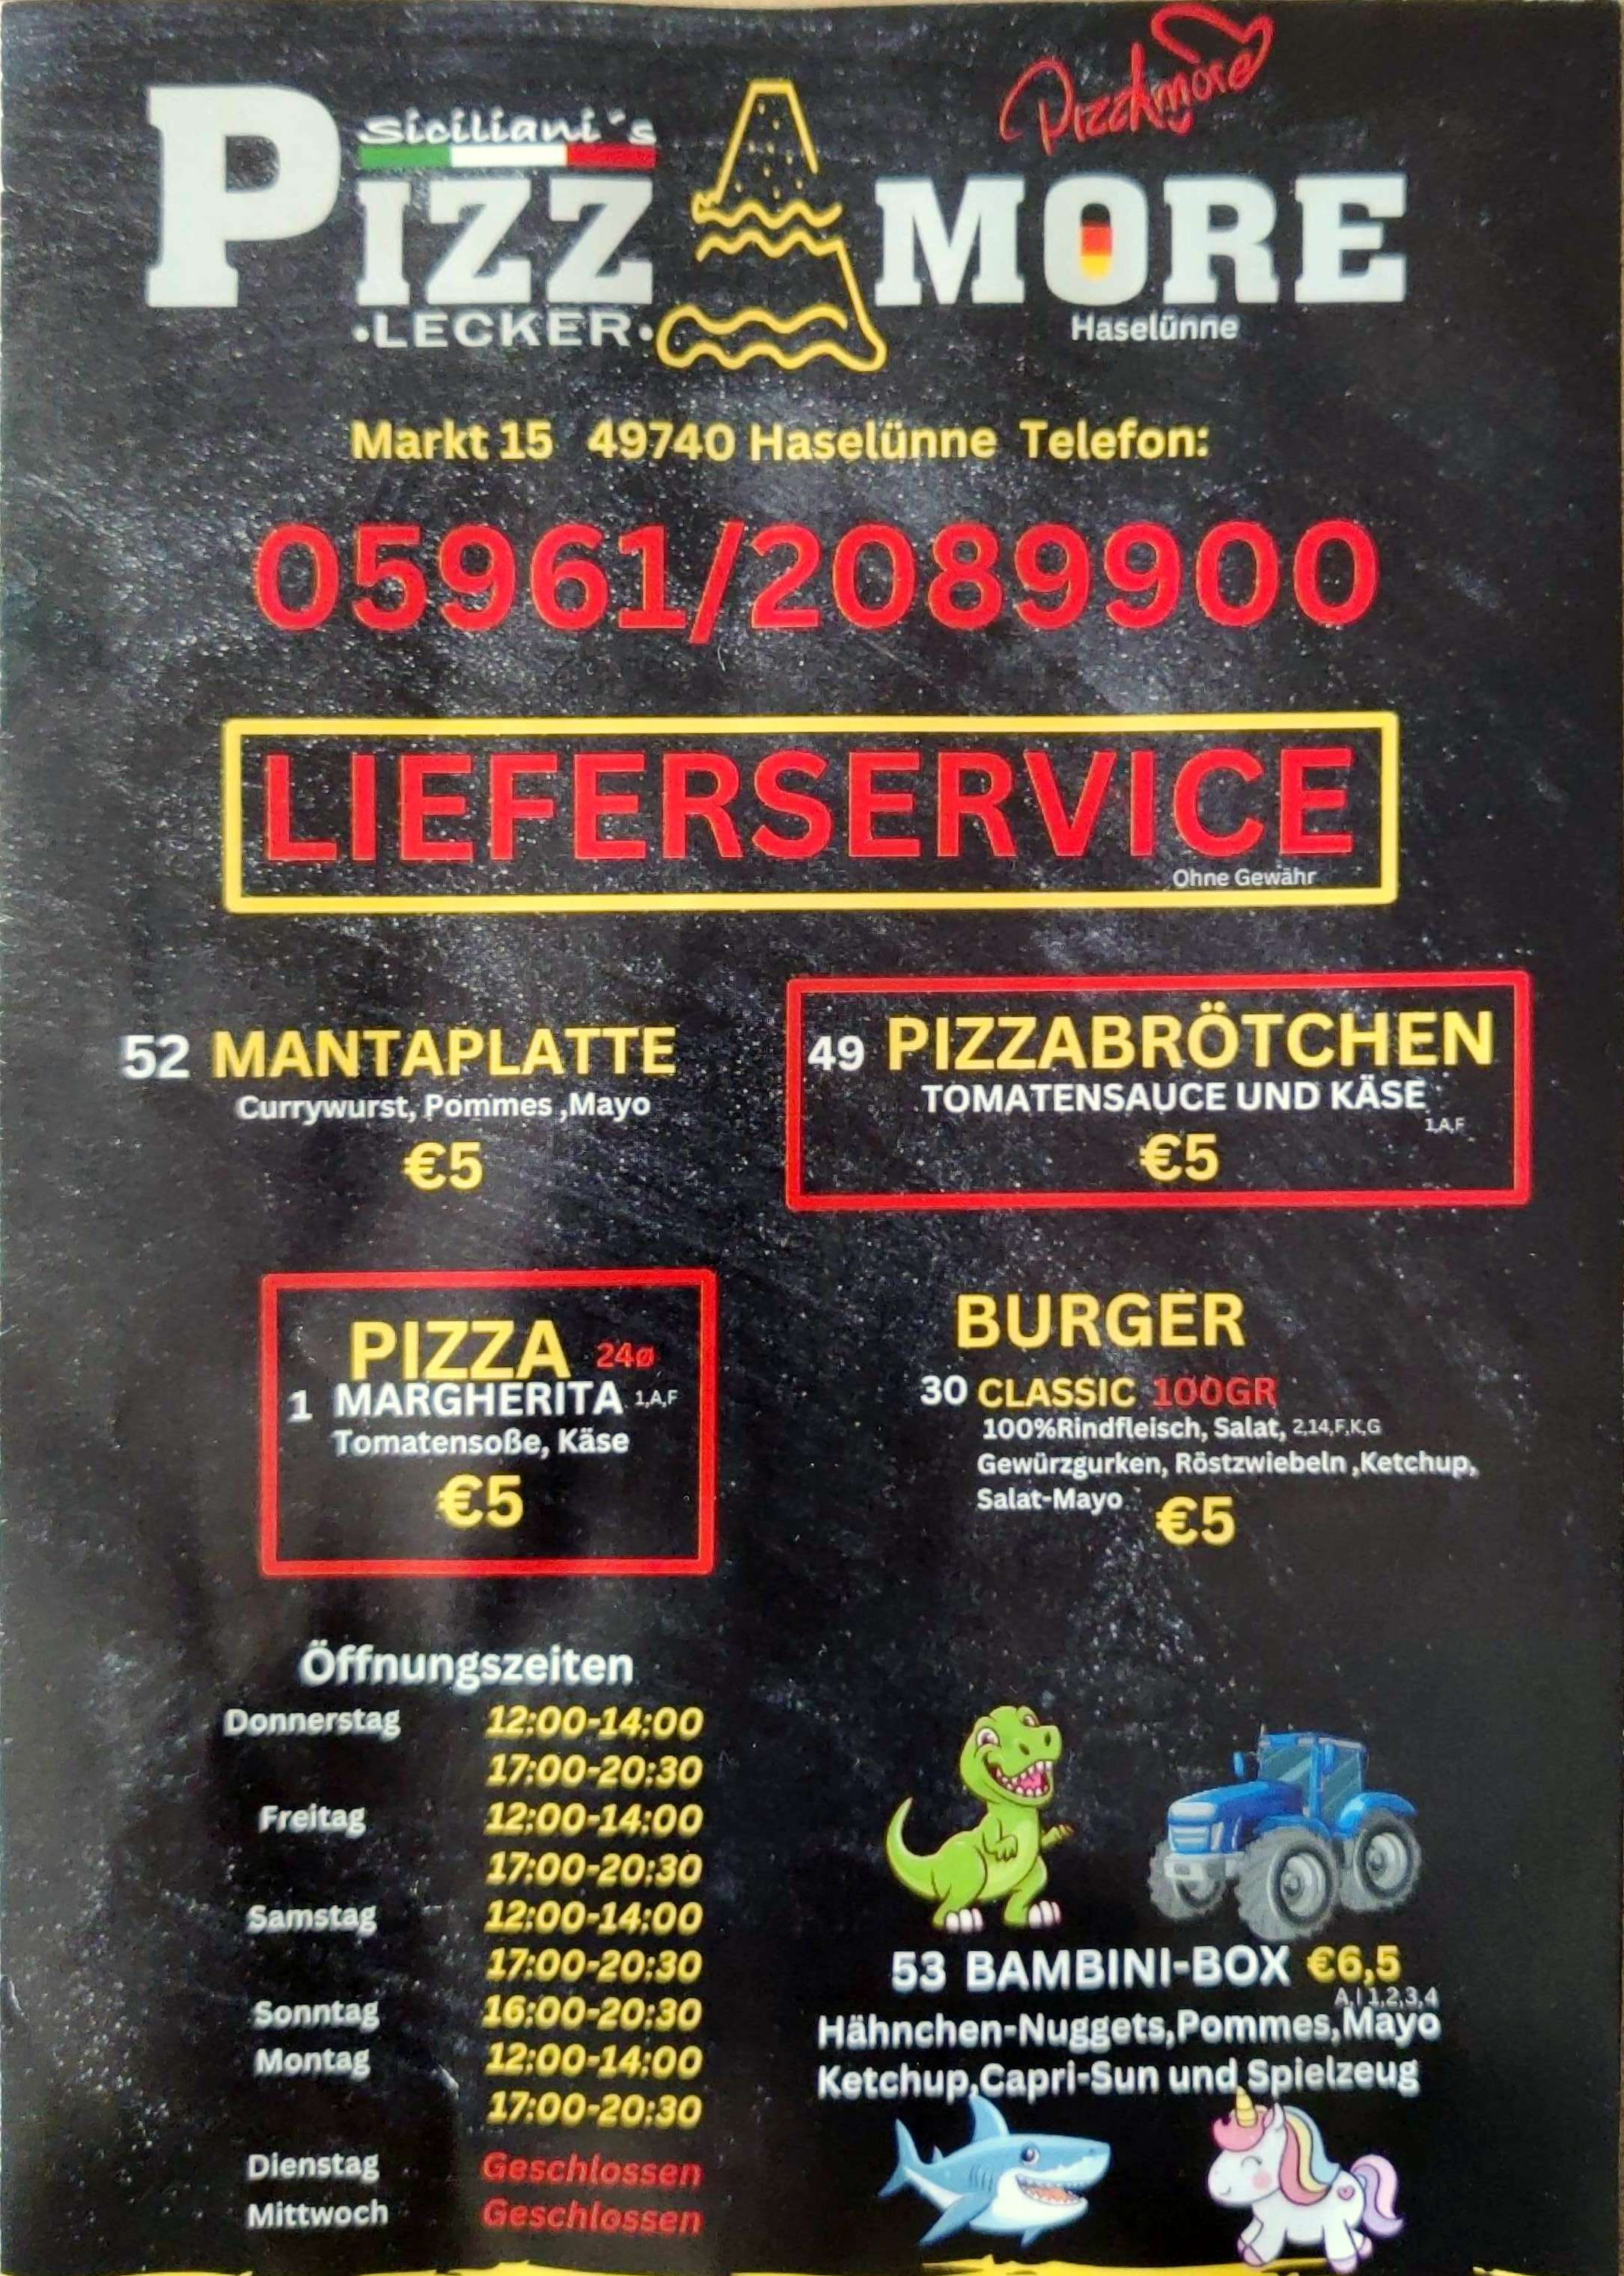 Pizzamore
Siciliani´s
PIZZ MORE
•LECKER•
Haselünne
Markt 15 49740 Haselünne Telefon:
05961/2089900
LIEFERSERVICE
Ohne Gewähr
52 MANTAPLATTE
Currywurst, Pommes ,Mayo
€5
49 PIZZABRÖTCHEN
TOMATENSAUCE UND KÄSE
1,A,F
€5
PIZZA 24ø
1 MARGHERITA 1,A,F
Tomatensoße, Käse
€5
BURGER
30 CLASSIC 100GR
100%Rindfleisch, Salat, 2,14,F,K,G
Gewürzgurken, Röstzwiebeln ,Ketchup,
Salat-Mayo
€5
Öffnungszeiten
Donnerstag 12:00-14:00
17:00-20:30
Freitag 12:00-14:00
17:00-20:30
Samstag 12:00-14:00
17:00-20:30
Sonntag 16:00-20:30
Montag 12:00-14:00
17:00-20:30
Dienstag Geschlossen
Mittwoch Geschlossen
53 BAMBINI-BOX €6,5
A,I 1,2,3,4
Hähnchen-Nuggets,Pommes,Mayo
Ketchup,Capri-Sun und Spielzeug